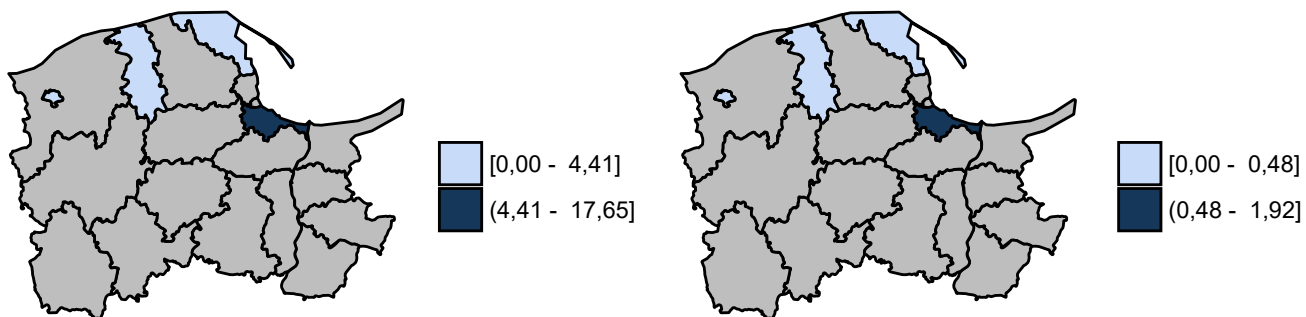 [0,00 - 4,41]
(4,41 - 17,65]
[0,00 - 0,48]
(0,48 - 1,92]